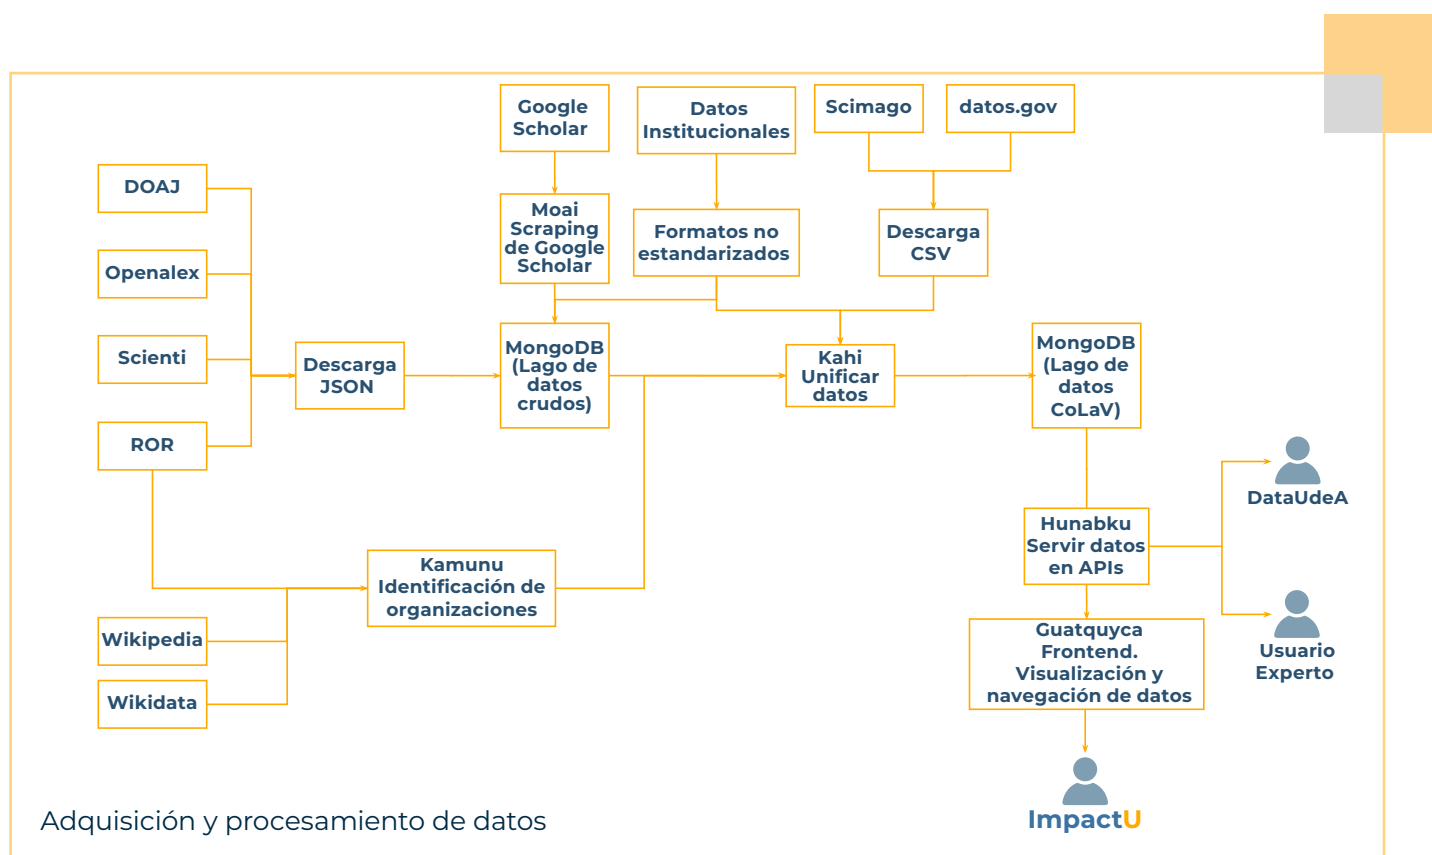 Google
Scholar
Datos
Institucionales
Scimago
datos.gov
DOAJ
Openalex
Scienti
ROR
Moai
Scraping
de Google
Scholar
Formatos no
estandarizados
Descarga
CSV
Descarga
JSON
MongoDB
(Lago de
datos
crudos)
Kahi
Unificar
datos
MongoDB
(Lago de
datos
CoLaV)
Kamunu
Identificación de
organizaciones
Wikipedia
Wikidata
Hunabku
Servir datos
en APIs
DataUdeA
Usuario
Experto
Guatquyca
Frontend.
Visualización y
navegación de datos
ImpactU
Adquisición y procesamiento de datos